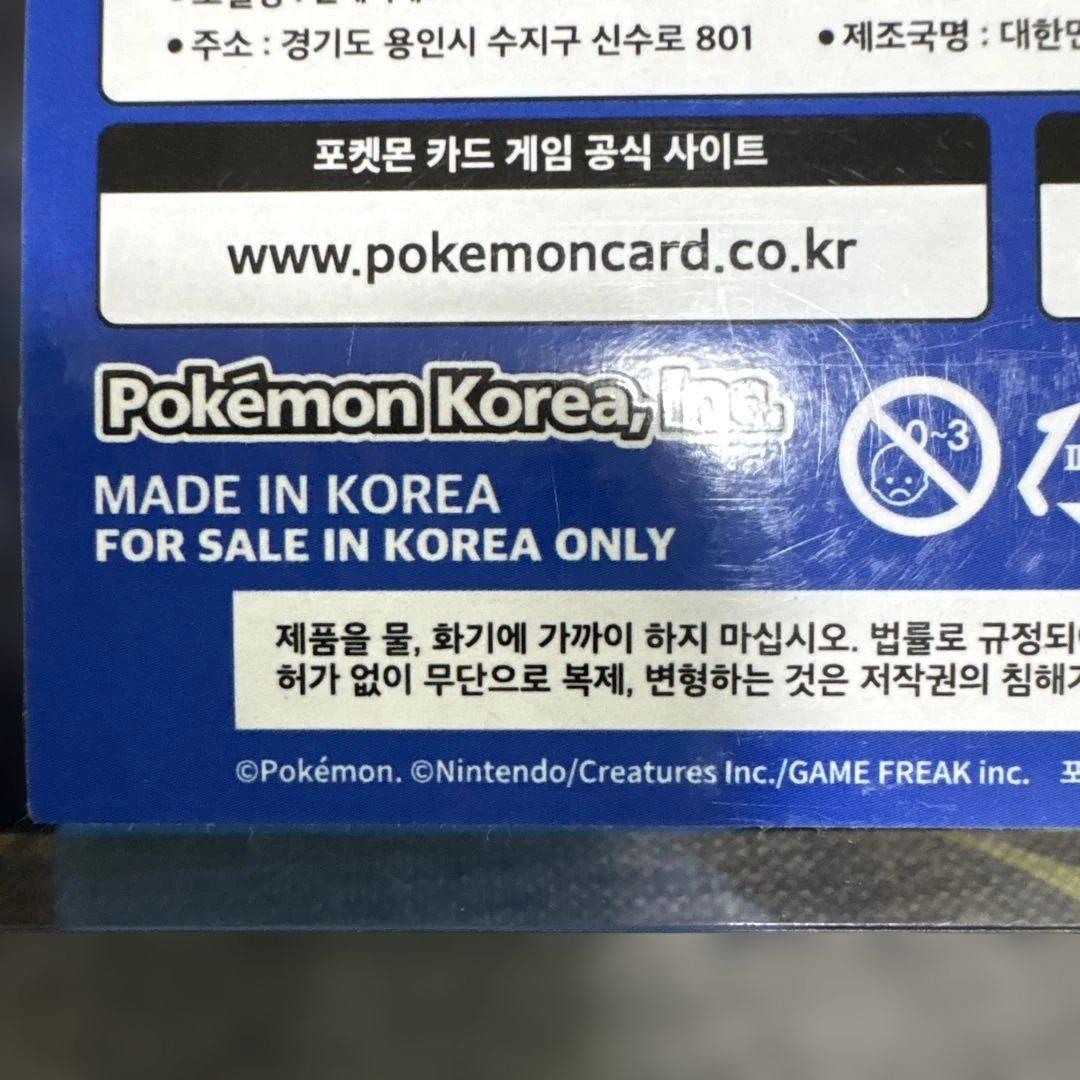 • 주소 : 경기도 용인시 수지구 신수로 801
• 제조국명 : 대한민
포켓몬 카드 게임 공식 사이트
www.pokemoncard.co.kr
Pokémon Korea, Inc.
0~3
MADE IN KOREA
FOR SALE IN KOREA ONLY
제품을 물, 화기에 가까이 하지 마십시오. 법률로 규정되어
허가 없이 무단으로 복제, 변형하는 것은 저작권의 침해가
©Pokémon. ©Nintendo/Creatures Inc./GAME FREAK inc. 포